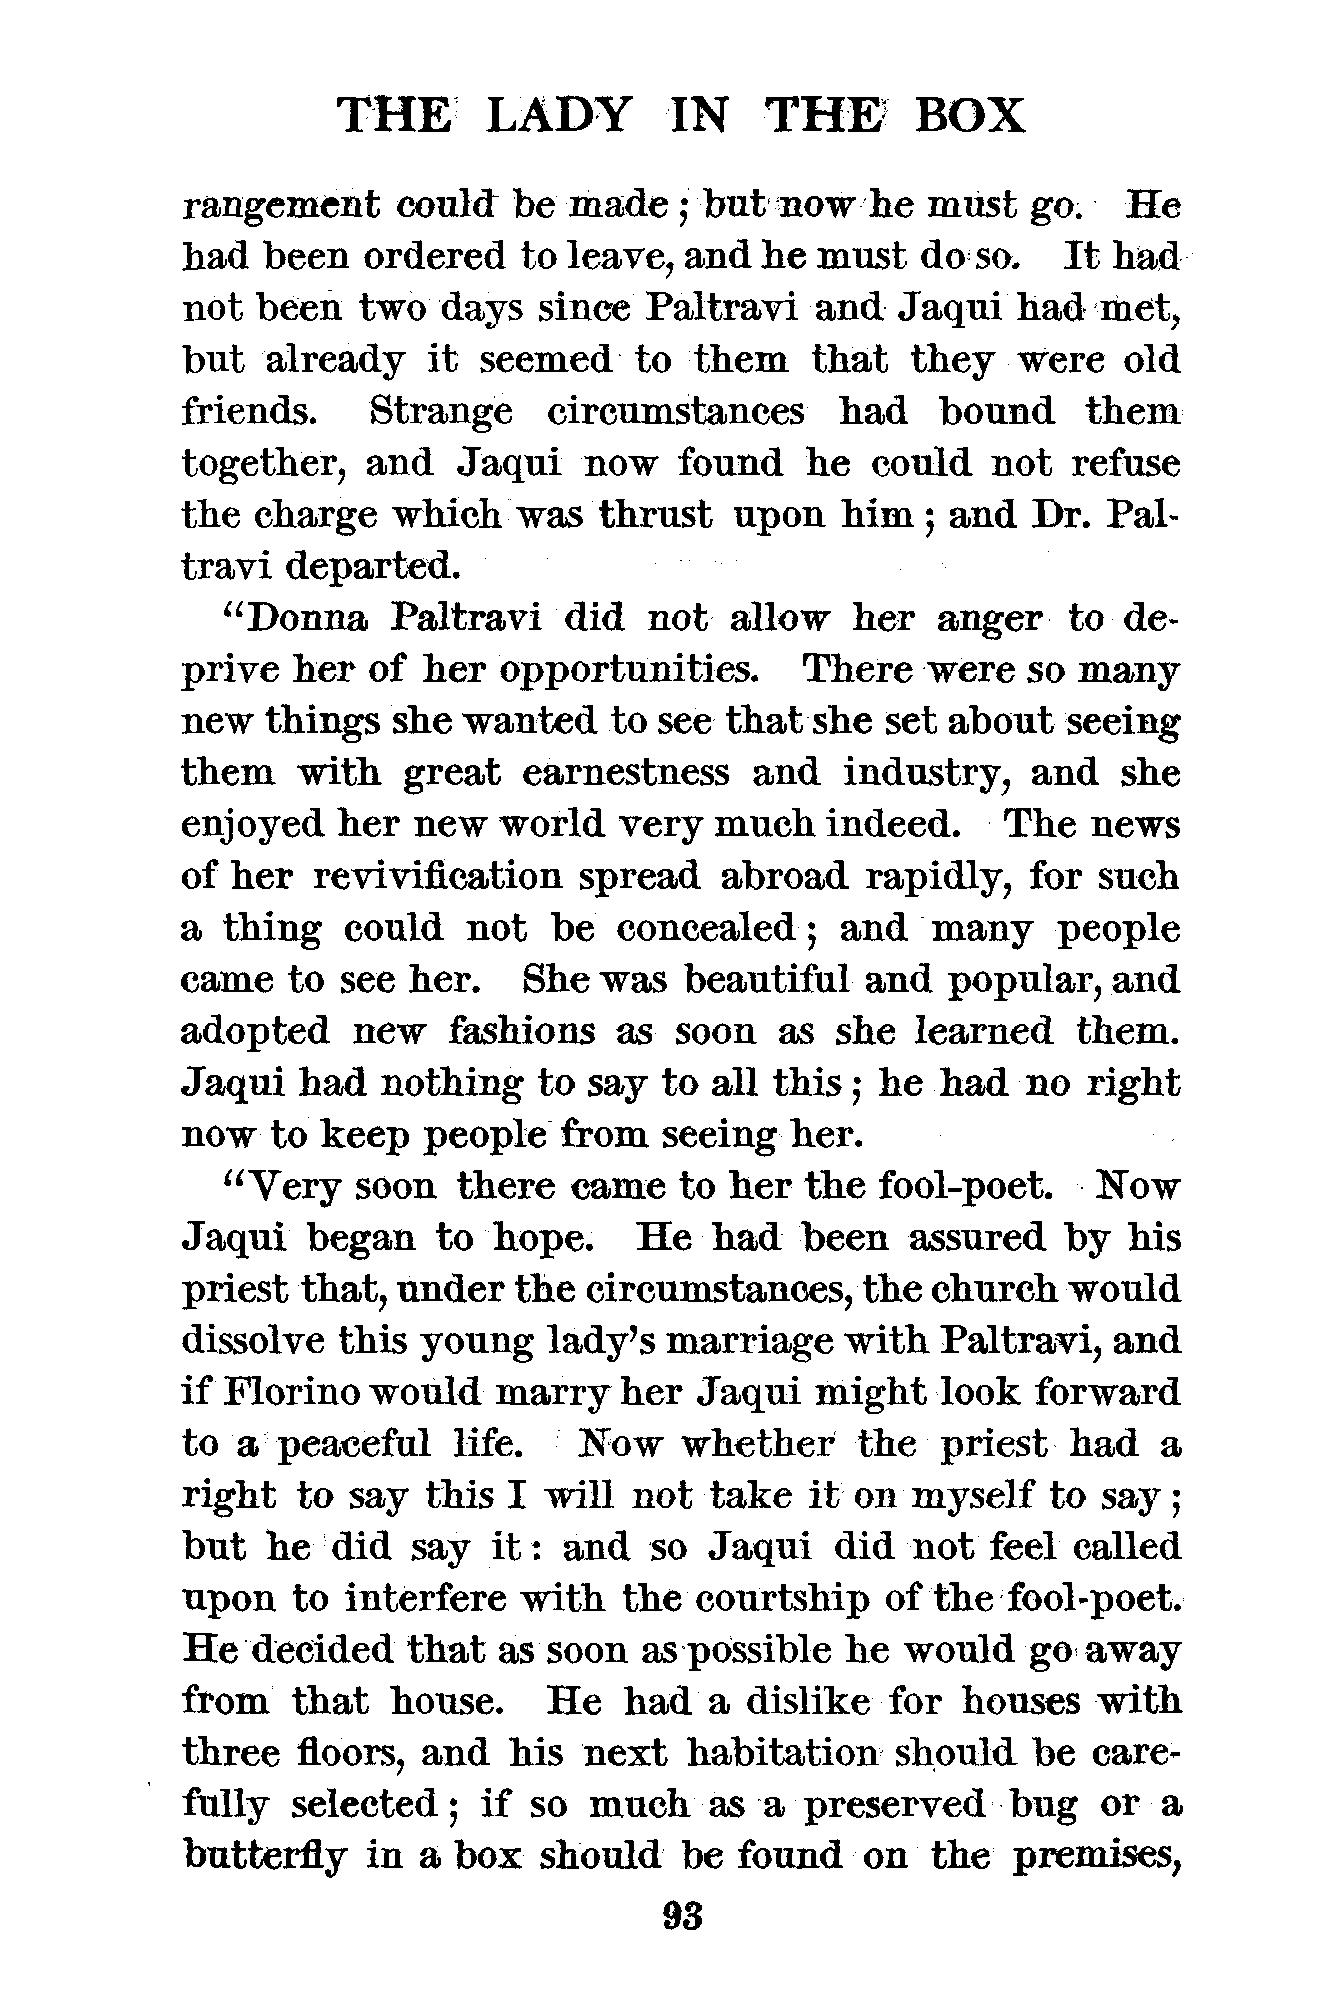 THE LADY IN THE BOX
rangement could be made; but now he must go. He
had been ordered to leave, and he must do so. It had
not been two days since Paltravi and Jaqui had met,
but already it seemed to them that they were old
friends. Strange circumstances had bound them
together, and Jaqui now found he could not refuse
the charge which was thrust upon him; and Dr. Pal-
travi departed.
"Donna Paltravi did not allow her anger to de-
prive her of her opportunities. There were so many
new things she wanted to see that she set about seeing
them with great earnestness and industry, and she
enjoyed her new world very much indeed. The news
of her revivification spread abroad rapidly, for such
a thing could not be concealed; and many people
came to see her. She was beautiful and popular, and
adopted new fashions as soon as she learned them.
Jaqui had nothing to say to all this; he had no right
now to keep people from seeing her.
"Very soon there came to her the fool-poet. Now
Jaqui began to hope. He had been assured by his
priest that, under the circumstances, the church would
dissolve this young lady's marriage with Paltravi, and
if Florino would marry her Jaqui might look forward
to a peaceful life. Now whether the priest had a
right to say this I will not take it on myself to say;
but he did say it: and so Jaqui did not feel called
upon to interfere with the courtship of the fool-poet.
He decided that as soon as possible he would go away
from that house. He had a dislike for houses with
three floors, and his next habitation should be care-
fully selected; if so much as a preserved bug or a
butterfly in a box should be found on the premises,
93